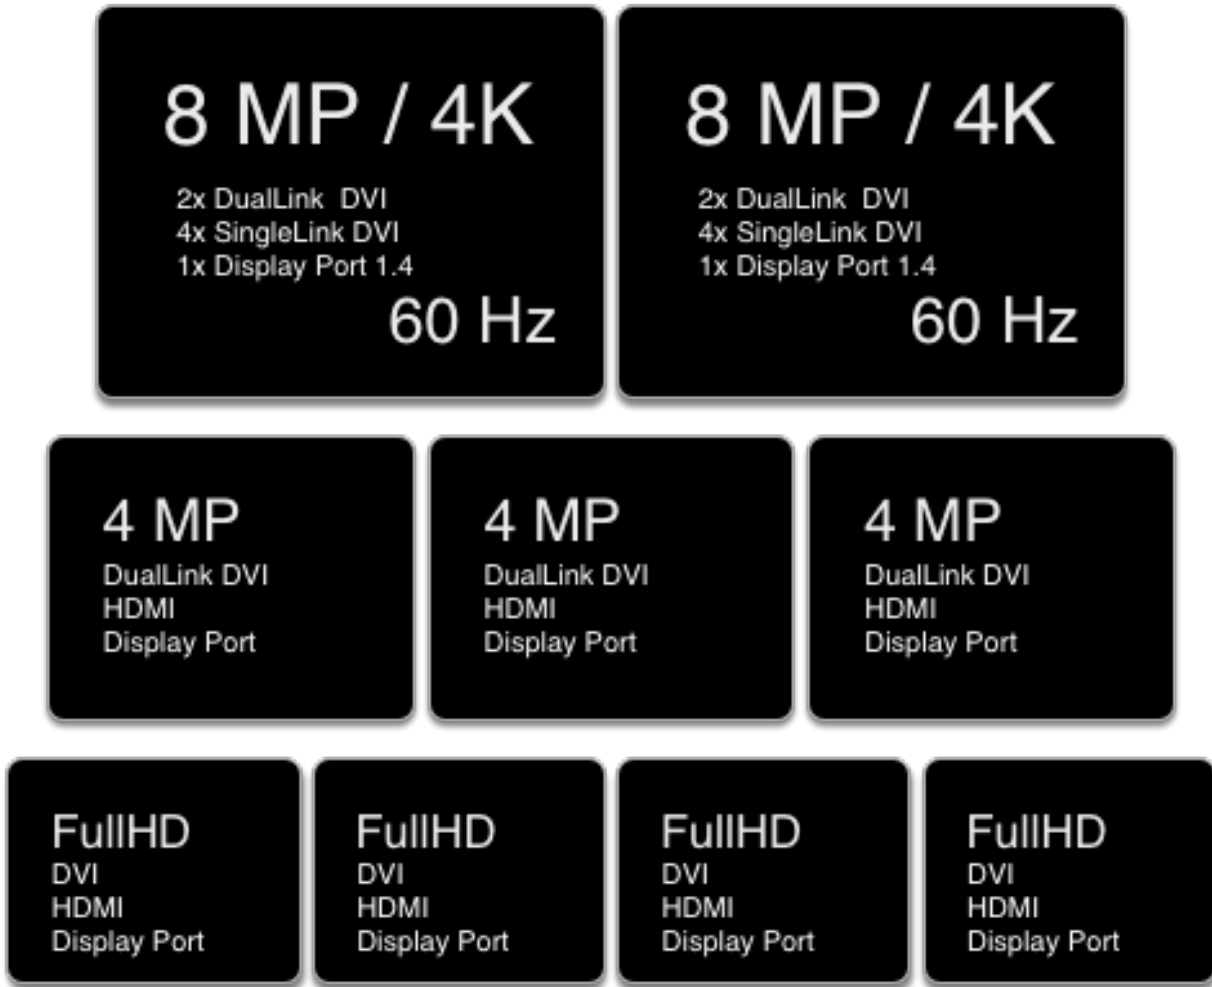 8 MP / 4K
2x DualLink  DVI
4x SingleLink DVI
1x Display Port 1.4
60 Hz
8 MP / 4K
2x DualLink  DVI
4x SingleLink DVI
1x Display Port 1.4
60 Hz
4 MP
DualLink DVI
HDMI
Display Port
4 MP
DualLink DVI
HDMI
Display Port
4 MP
DualLink DVI
HDMI
Display Port
FullHD
DVI
HDMI
Display Port
FullHD
DVI
HDMI
Display Port
FullHD
DVI
HDMI
Display Port
FullHD
DVI
HDMI
Display Port